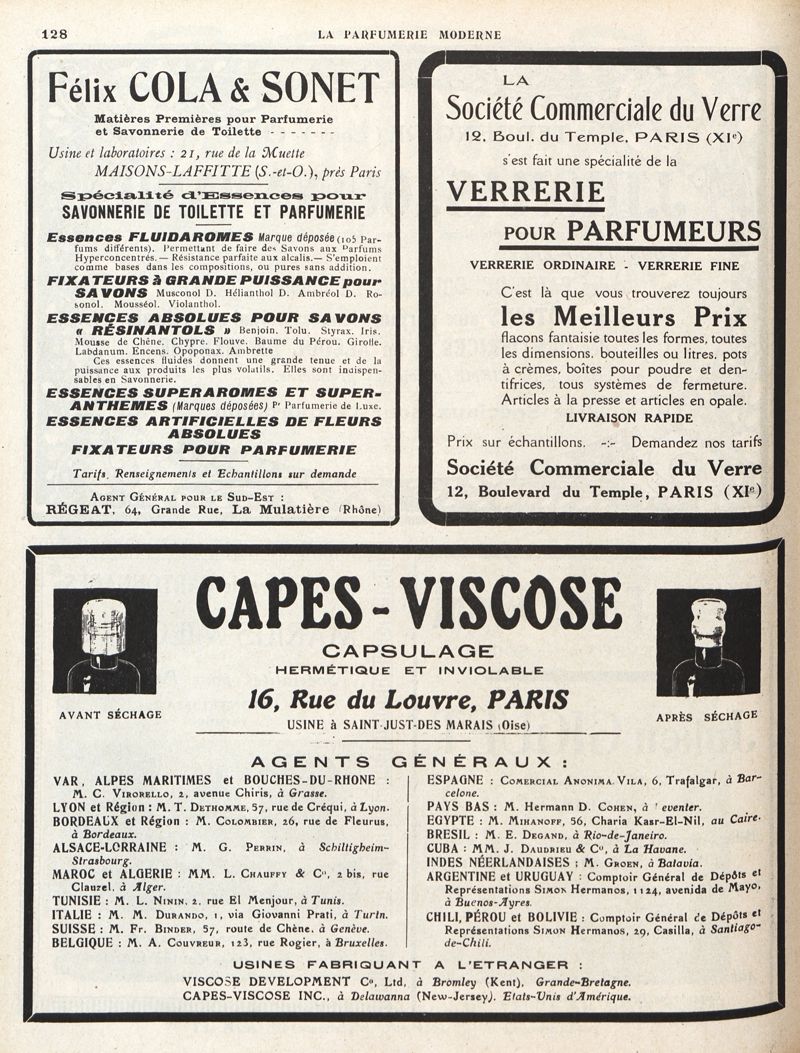 128
LA PARFUMERIE MODERNE
Félix COLA & SONET
Matières Premières pour Parfumerie
et Savonnerie de Toilette - - - - - - -
Usine et laboratoires : 21, rue de la Muette
MAISONS-LAFFITTE (S.-et-O.), près Paris
Spécialité d'Essences pour
SAVONNERIE DE TOILETTE ET PARFUMERIE
Essences FLUIDAROMES Marque déposée (105 Par-
fums différents). Permettant de faire des Savons aux Parfums
Hyperconcentrés. — Résistance parfaite aux alcalis. — S'emploient
comme bases dans les compositions, ou pures sans addition.
FIXATEURS à GRANDE PUISSANCE pour
SAVONS Musconol D. Hélianthol D. Ambréol D. Ro-
sonol. Mousséol. Violanthol.
ESSENCES ABSOLUES POUR SAVONS
« RÉSINANTOLS » Benjoin. Tolu. Styrax. Iris.
Mousse de Chêne. Chypre. Flouve. Baume du Pérou. Girofle.
Labdanum. Encens. Opoponax. Ambrette
Ces essences fluides donnent une grande tenue et de la
puissance aux produits les plus volatils. Elles sont indispen-
sables en Savonnerie.
ESSENCES SUPERAROMES ET SUPER-
ANTHEMES (Marques déposées) Pr Parfumerie de Luxe.
ESSENCES ARTIFICIELLES DE FLEURS
ABSOLUES
FIXATEURS POUR PARFUMERIE
Tarifs, Renseignements et Echantillons sur demande
AGENT GÉNÉRAL POUR LE SUD-EST :
RÉGEAT, 64, Grande Rue, La Mulatière (Rhône)
LA
Société Commerciale du Verre
12, Boul. du Temple, PARIS (XIe)
s'est fait une spécialité de la
VERRERIE
POUR PARFUMEURS
VERRERIE ORDINAIRE - VERRERIE FINE
C'est là que vous trouverez toujours
les Meilleurs Prix
flacons fantaisie toutes les formes, toutes
les dimensions. bouteilles ou litres, pots
à crèmes, boîtes pour poudre et den-
tifrices, tous systèmes de fermeture.
Articles à la presse et articles en opale.
LIVRAISON RAPIDE
Prix sur échantillons. -:- Demandez nos tarifs
Société Commerciale du Verre
12, Boulevard du Temple, PARIS (XIe)
CAPES-VISCOSE
CAPSULAGE
HERMÉTIQUE ET INVIOLABLE
16, Rue du Louvre, PARIS
USINE à SAINT-JUST-DES MARAIS (Oise)
AVANT SÉCHAGE
APRÈS SÉCHAGE
AGENTS GÉNÉRAUX :
VAR, ALPES MARITIMES et BOUCHES-DU-RHONE :
M. C. VIRORELLO, 2, avenue Chiris, à Grasse.
LYON et Région : M. T. DETHOMME, 57, rue de Créqui, à Lyon.
BORDEAUX et Région : M. COLOMBIER, 26, rue de Fleurus,
à Bordeaux.
ALSACE-LORRAINE : M. G. PERRIN, à Schiltigheim-
Strasbourg.
MAROC et ALGERIE : MM. L. CHAUFFY & Co, 2 bis, rue
Clauzel, à Alger.
TUNISIE : M. L. NININ, 2, rue El Menjour, à Tunis.
ITALIE : M. M. DURANDO, 1, via Giovanni Prati, à Turin.
SUISSE : M. Fr. BINDER, 57, route de Chêne, à Genève.
BELGIQUE : M. A. COUVREUR, 123, rue Rogier, à Bruxelles.
ESPAGNE : COMERCIAL ANONIMA VILA, 6, Trafalgar, à Bar-
celone.
PAYS BAS : M. Hermann D. COHEN, à eventer.
EGYPTE : M. MIHANOFF, 56, Charia Kasr-El-Nil, au Caire.
BRESIL : M. E. DEGAND, à Rio-de-Janeiro.
CUBA : MM. J. DAUDRIEU & Co, à La Havane.
INDES NÉERLANDAISES ; M. GROEN, à Batavia.
ARGENTINE et URUGUAY : Comptoir Général de Dépôts et
Représentations SIMON Hermanos, 1124, avenida de Mayo,
à Buenos-Ayres.
CHILI, PÉROU et BOLIVIE : Comptoir Général de Dépôts et
Représentations SIMON Hermanos, 29, Casilla, à Santiago-
de-Chili.
USINES FABRIQUANT A L'ETRANGER :
VISCOSE DEVELOPMENT Co, Ltd, à Bromley (Kent), Grande-Bretagne.
CAPES-VISCOSE INC., à Delawanna (New-Jersey). Etats-Unis d'Amérique.